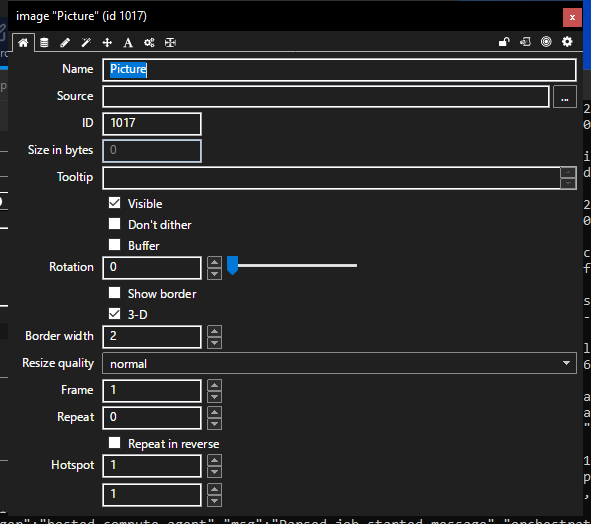 image "Picture" (id 1017)
x
Name Picture
Source ...
ID 1017
Size in bytes 0
Tooltip
Visible
Don't dither
Buffer
Rotation 0
Show border
3-D
Border width 2
Resize quality normal
Frame 1
Repeat 0
Repeat in reverse
Hotspot 1
1